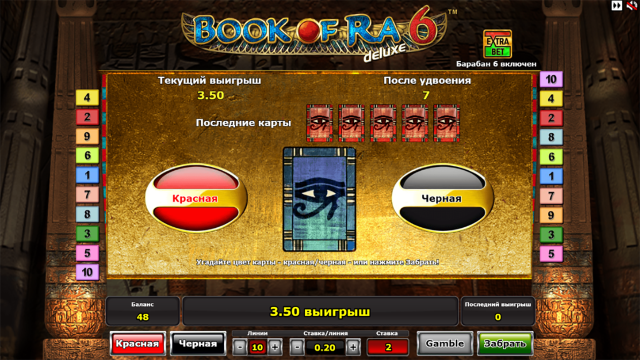 BOOK OF RA 6
™
deluxe
EXTRA
BET
Барабан 6 включен
Текущий выигрыш
3.50
После удвоения
7
Последние карты
4
2
9
6
1
7
8
3
5
10
10
4
2
8
6
1
7
9
3
5
Красная
Черная
Угадайте цвет карты - красная/черная - или нажмите Забрать!
Баланс
48
3.50 выигрыш
Последний выигрыш
0
Красная
Черная
Линии
- 10 +
Ставка/линия
- 0.20 +
Ставка
2
Gamble
Забрать